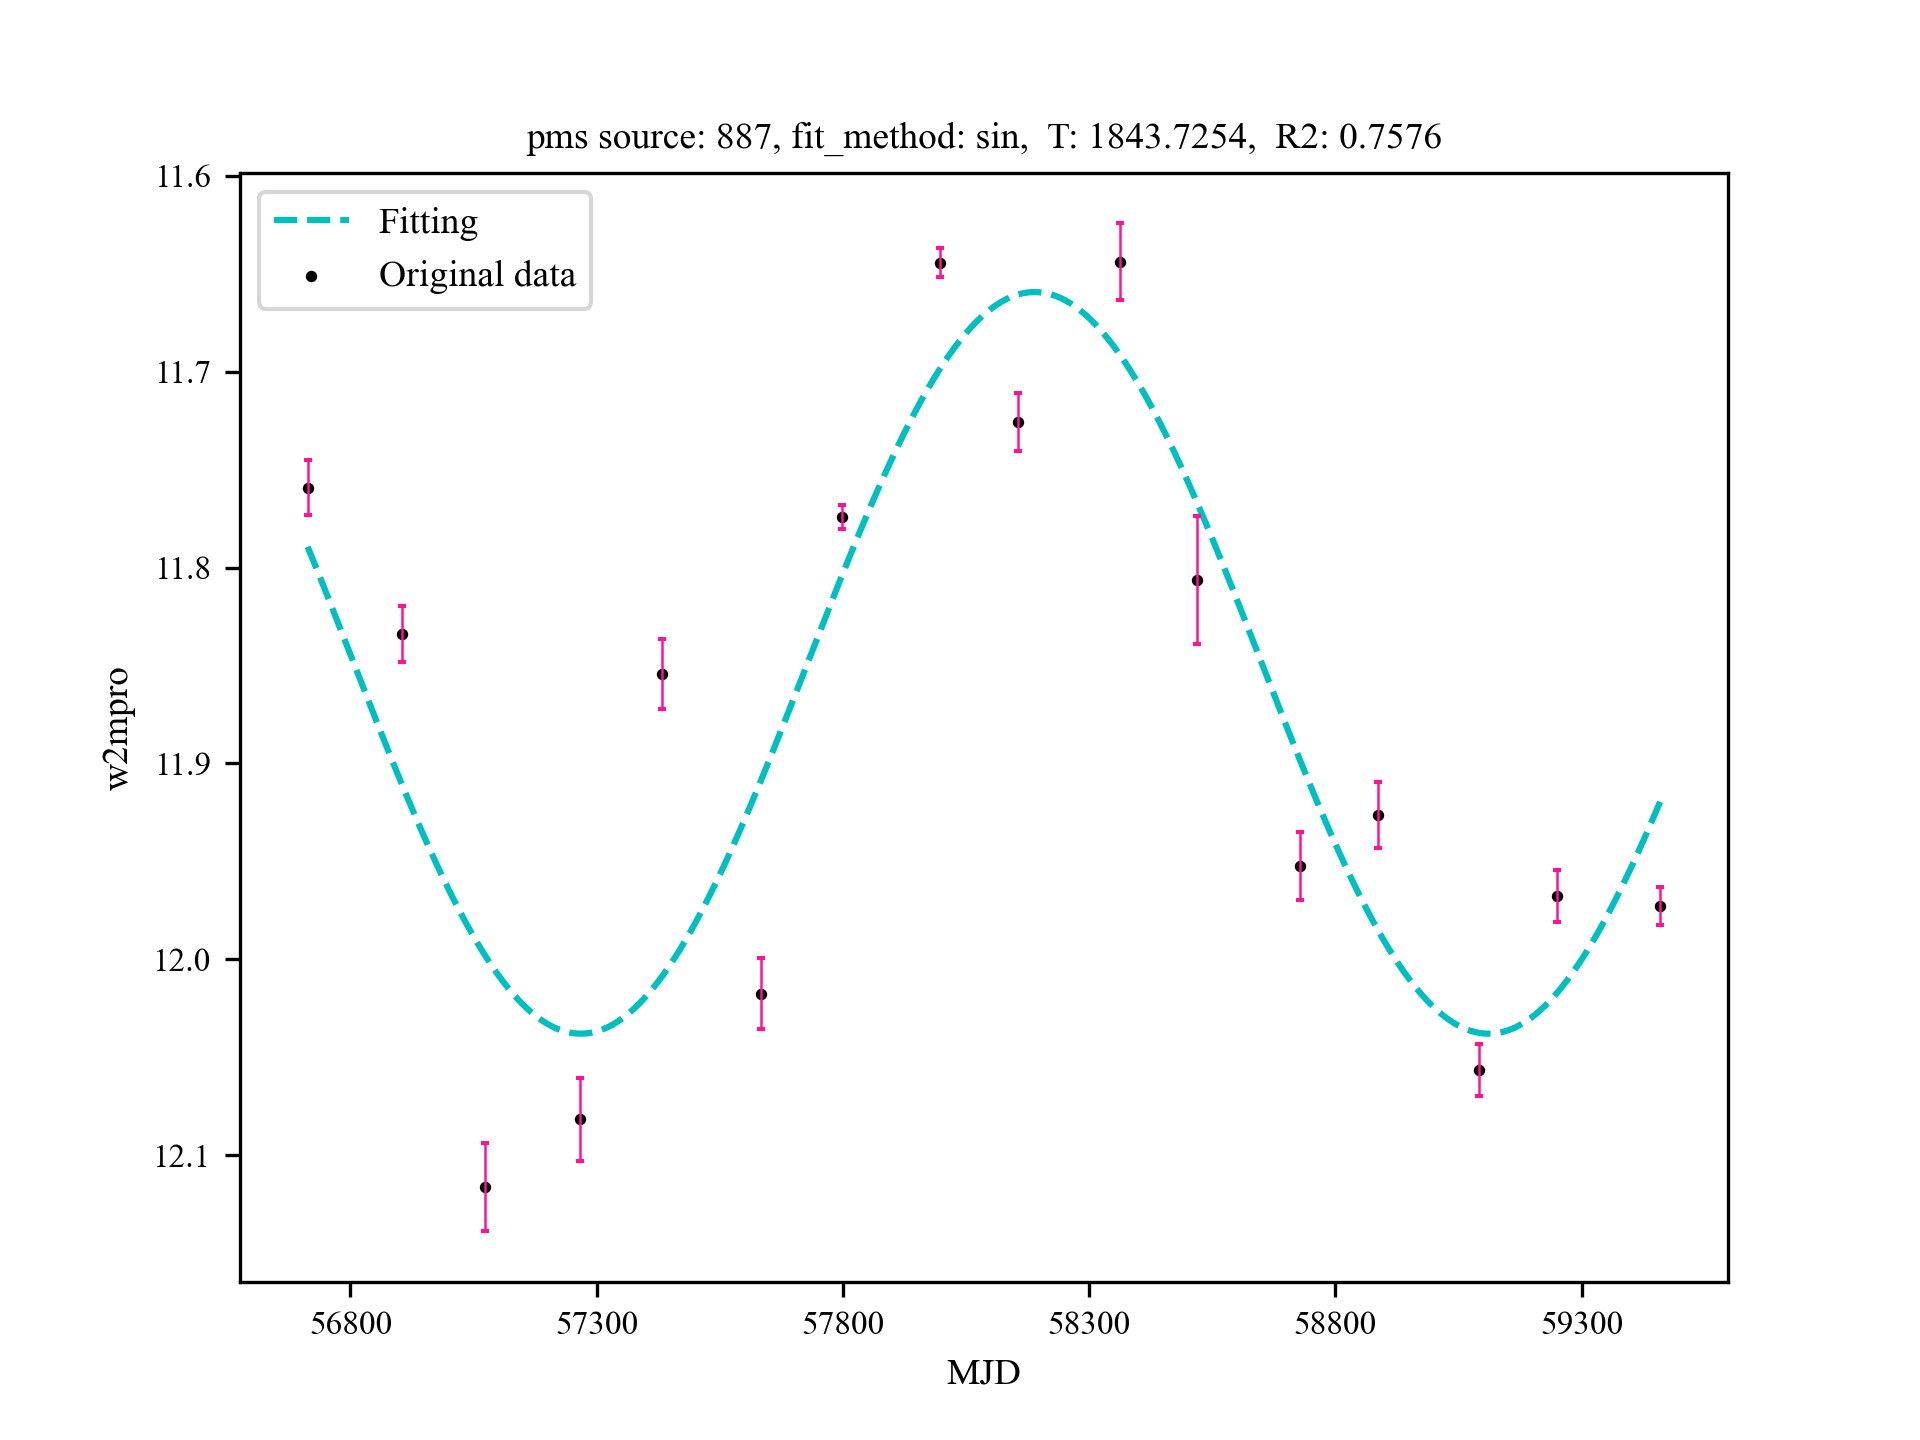 pms source: 887, fit_method: sin,  T: 1843.7254,  R2: 0.7576
Fitting
Original data
11.6
11.7
11.8
11.9
12.0
12.1
w2mpro
56800
57300
57800
58300
58800
59300
MJD